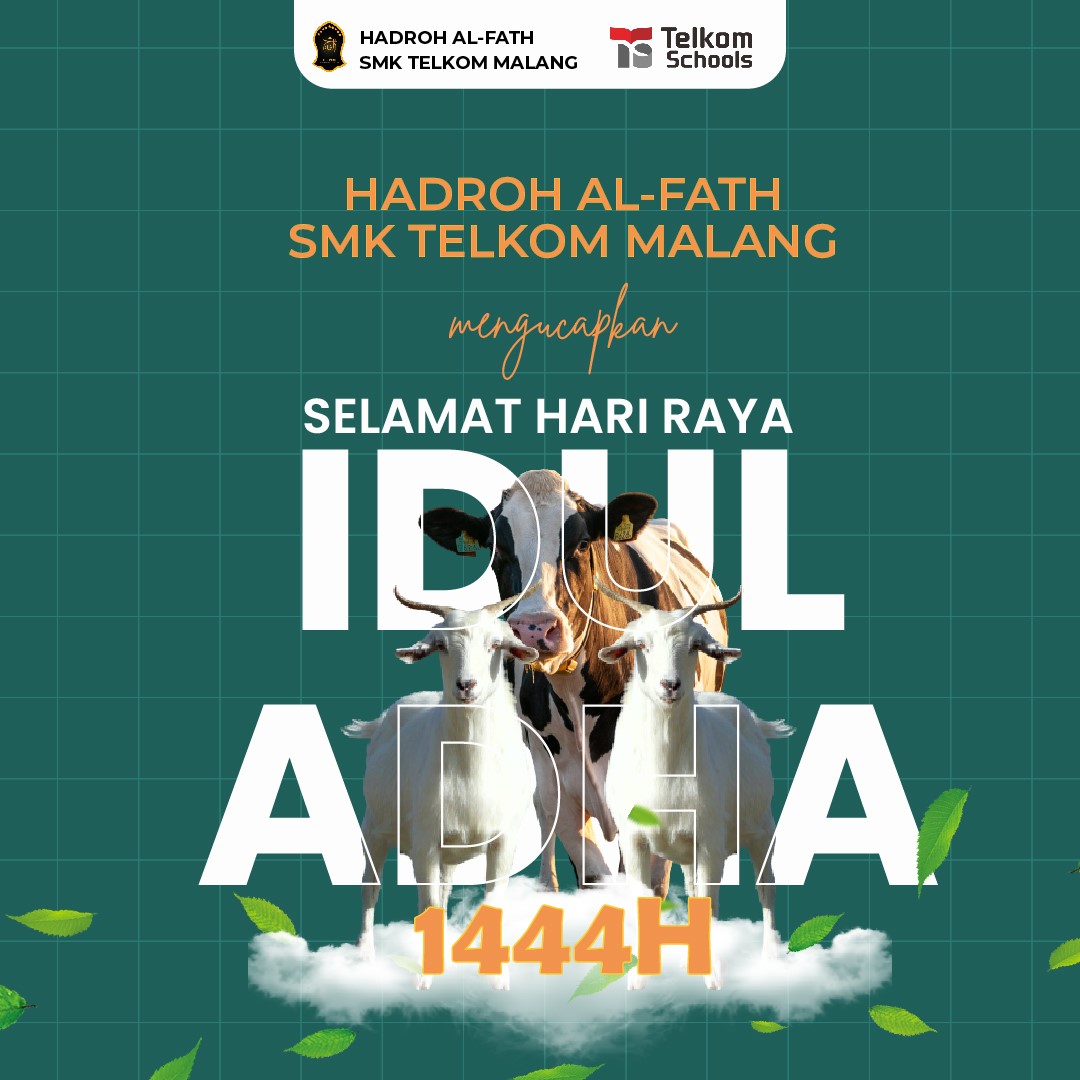 HADROH AL-FATH
SMK TELKOM MALANG
Telkom
Schools
HADROH AL-FATH
SMK TELKOM MALANG
mengucapkan
SELAMAT HARI RAYA
IDUL
ADHA
1444H